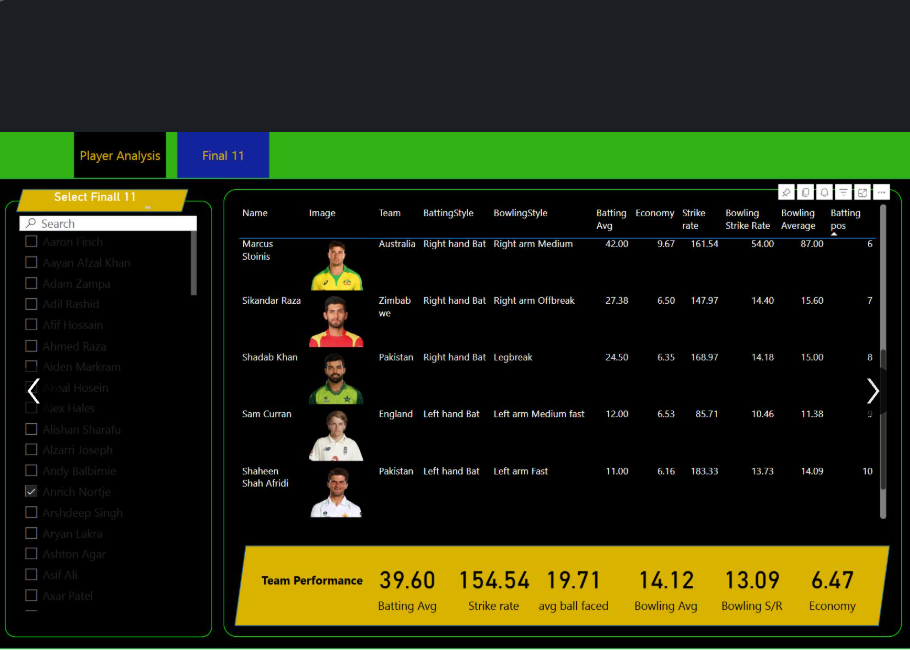 Player Analysis
Final 11
Select Finall 11
Search
Aaron Finch
Aayan Afzal Khan
Adam Zampa
Adil Rashid
Afif Hossain
Ahmed Raza
Aiden Markram
Akeal Hosein
Alex Hales
Alishan Sharafu
Alzarri Joseph
Andy Balbirnie
Anrich Nortje
Arshdeep Singh
Aryan Lakra
Ashton Agar
Asif Ali
Axar Patel
Name Image Team BattingStyle BowlingStyle Batting Avg Economy Strike rate Bowling Strike Rate Bowling Average Batting pos
Marcus Stoinis Australia Right hand Bat Right arm Medium 42.00 9.67 161.54 54.00 87.00 6
Sikandar Raza Zimbabwe Right hand Bat Right arm Offbreak 27.38 6.50 147.97 14.40 15.60 7
Shadab Khan Pakistan Right hand Bat Legbreak 24.50 6.35 168.97 14.18 15.00 8
Sam Curran England Left hand Bat Left arm Medium fast 12.00 6.53 85.71 10.46 11.38
Shaheen Shah Afridi Pakistan Left hand Bat Left arm Fast 11.00 6.16 183.33 13.73 14.09 10
Team Performance
39.60 154.54 19.71 14.12 13.09 6.47
Batting Avg Strike rate avg ball faced Bowling Avg Bowling S/R Economy